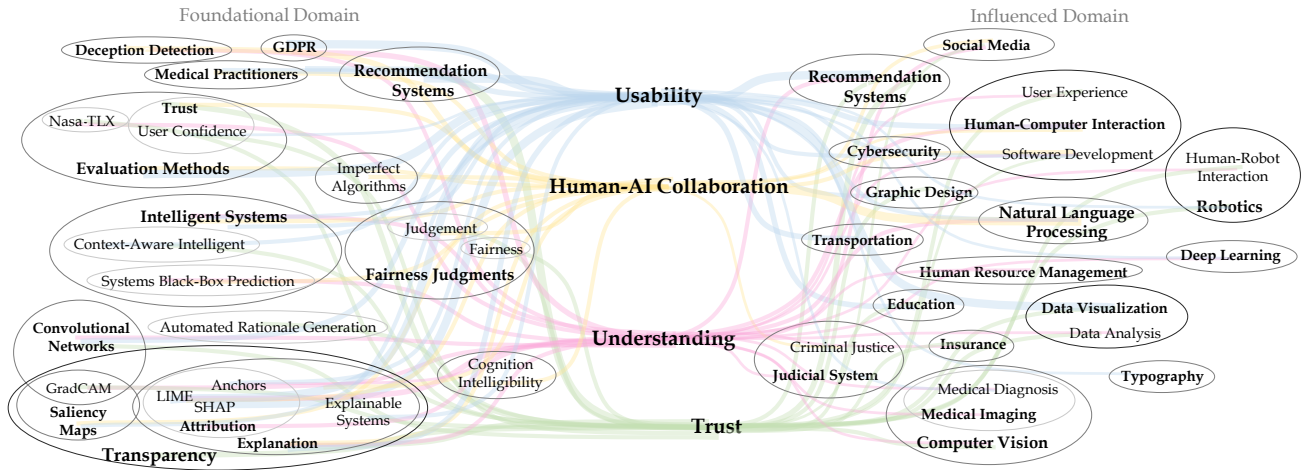 Foundational Domain
Influenced Domain
Deception Detection
GDPR
Medical Practitioners
Recommendation
Systems
Nasa-TLX
Trust
User Confidence
Evaluation Methods
Imperfect
Algorithms
Intelligent Systems
Context-Aware Intelligent
Systems Black-Box Prediction
Judgement
Fairness
Fairness Judgments
Convolutional
Networks
Automated Rationale Generation
GradCAM
Saliency
Maps
LIME
Anchors
SHAP
Attribution
Explainable
Systems
Explanation
Transparency
Cognition
Intelligibility
Usability
Human-AI Collaboration
Understanding
Trust
Social Media
Recommendation
Systems
User Experience
Human-Computer Interaction
Software Development
Cybersecurity
Graphic Design
Human-Robot
Interaction
Robotics
Natural Language
Processing
Transportation
Deep Learning
Human Resource Management
Education
Data Visualization
Data Analysis
Criminal Justice
Judicial System
Insurance
Typography
Medical Diagnosis
Medical Imaging
Computer Vision